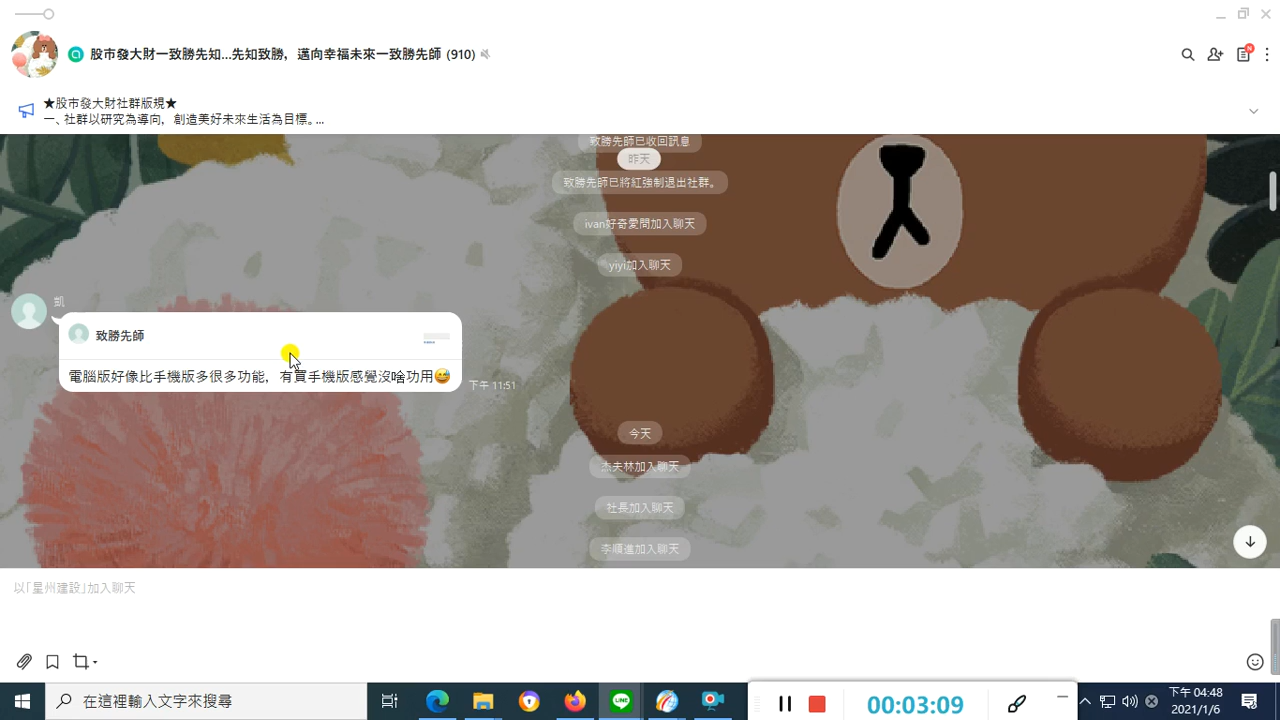 股市發大財一致勝先知...先知致勝，邁向幸福未來一致勝先師 (910)
N
★股市發大財社群版規★
一、社群以研究為導向，創造美好未來生活為目標。...
致勝先師已收回訊息
昨天
致勝先師已將紅強制退出社群。
ivan好奇愛問加入聊天
yiyi加入聊天
凱
致勝先師
電腦版好像比手機版多很多功能，有買手機版感覺沒啥功用😅
下午 11:51
今天
杰夫林加入聊天
社長加入聊天
李順進加入聊天
以「星州建設」加入聊天
在這裡輸入文字來搜尋
LINE
00:03:09
下午 04:48
2021/1/6